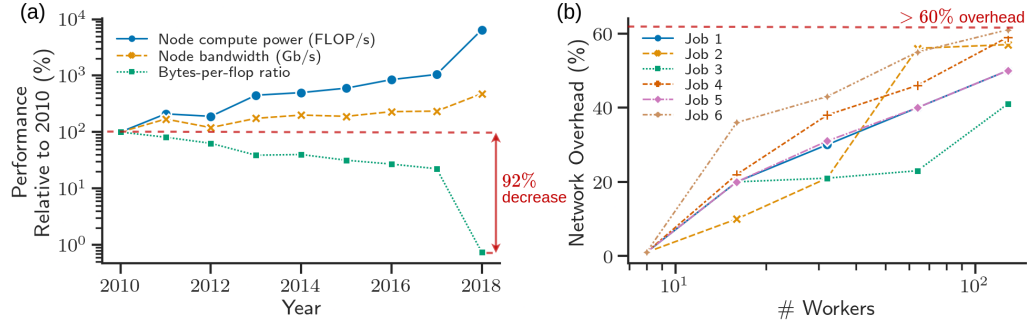 (a)
Performance
Relative to 2010 (%)
10^4
10^3
10^2
10^1
10^0
Node compute power (FLOP/s)
Node bandwidth (Gb/s)
Bytes-per-flop ratio
92%
decrease
2010 2012 2014 2016 2018
Year
(b)
Network Overhead (%)
60
40
20
0
> 60% overhead
Job 1
Job 2
Job 3
Job 4
Job 5
Job 6
10^1 10^2
# Workers